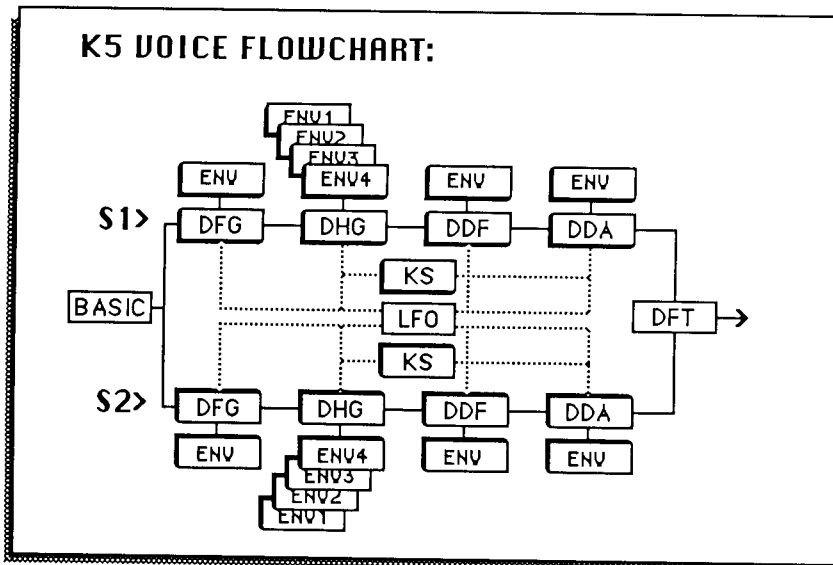 K5 VOICE FLOWCHART:
ENV1
ENV2
ENV3
ENV ENV4 ENV ENV
S1> DFG DHG DDF DDA
KS
BASIC LFO DFT
KS
S2> DFG DHG DDF DDA
ENV ENV4 ENV ENV
ENV3
ENV2
ENV1